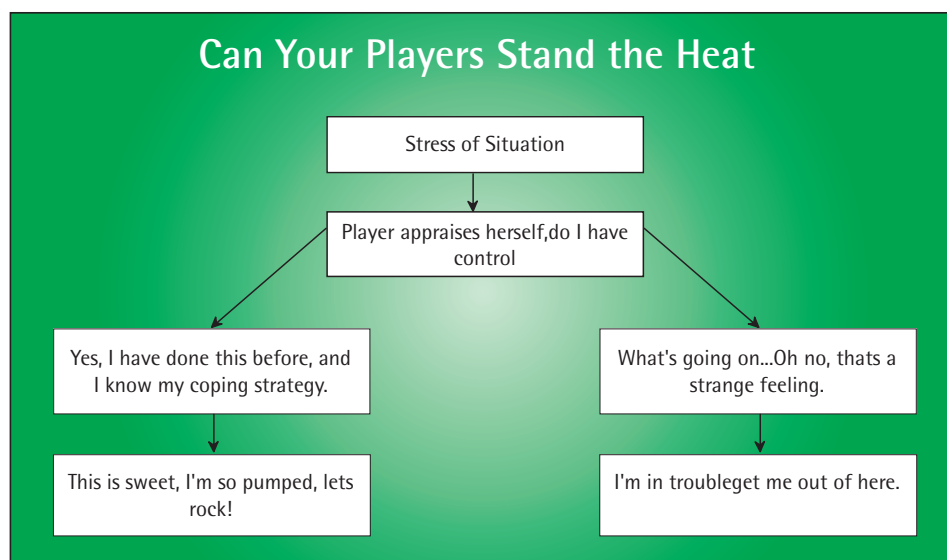 Can Your Players Stand the Heat
Stress of Situation
Player appraises herself,do I have
control
Yes, I have done this before, and
I know my coping strategy.
What's going on...Oh no, thats a
strange feeling.
This is sweet, I'm so pumped, lets
rock!
I'm in troubleget me out of here.